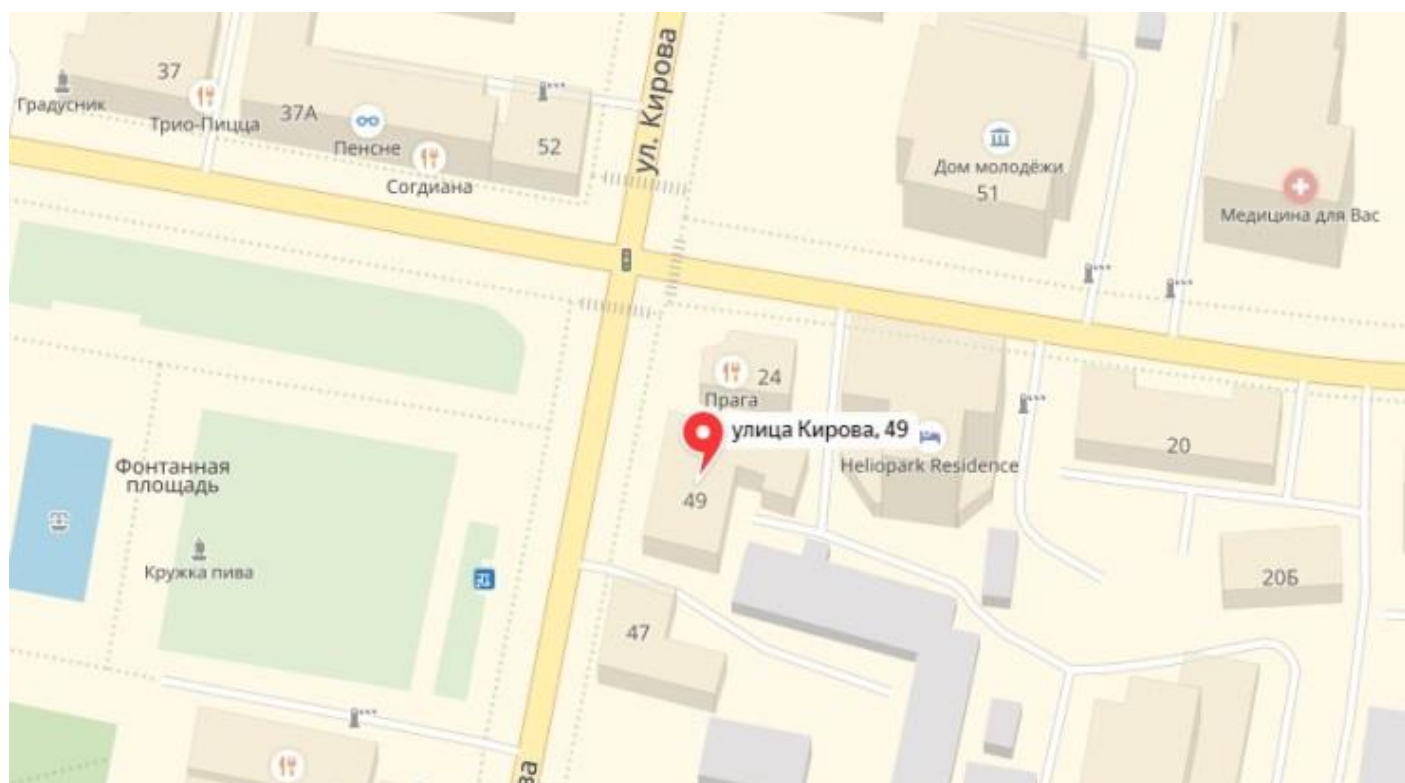 ул. Кирова
37
Градусник
Трио-Пицца
37А
Пенсне
52
Согдиана
Дом молодёжи
51
Медицина для Вас
24
Прага
улица Кирова, 49
Heliopark Residence
20
49
Фонтанная
площадь
Кружка пива
20Б
47
ва